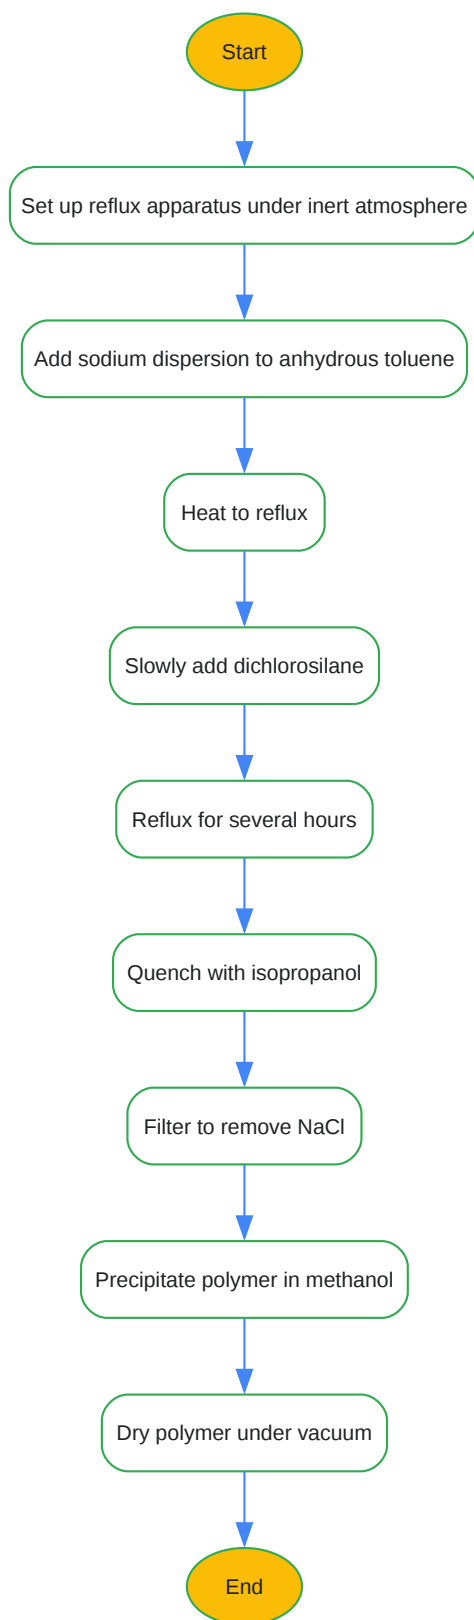 Start
Set up reflux apparatus under inert atmosphere
Add sodium dispersion to anhydrous toluene
Heat to reflux
Slowly add dichlorosilane
Reflux for several hours
Quench with isopropanol
Filter to remove NaCl
Precipitate polymer in methanol
Dry polymer under vacuum
End